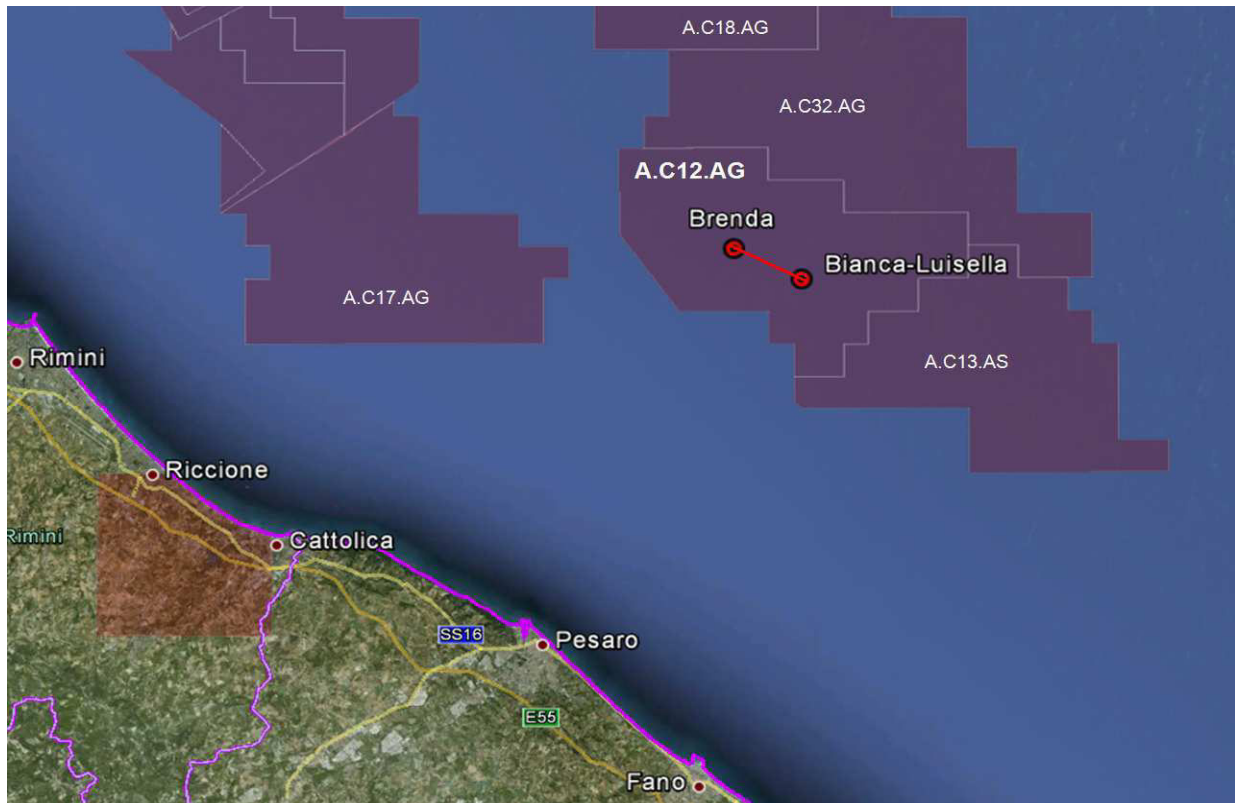 A.C18.AG
A.C32.AG
A.C12.AG
Brenda
Bianca-Luisella
A.C17.AG
A.C13.AS
Rimini
Riccione
Cattolica
Rimini
SS16
Pesaro
E55
Fano